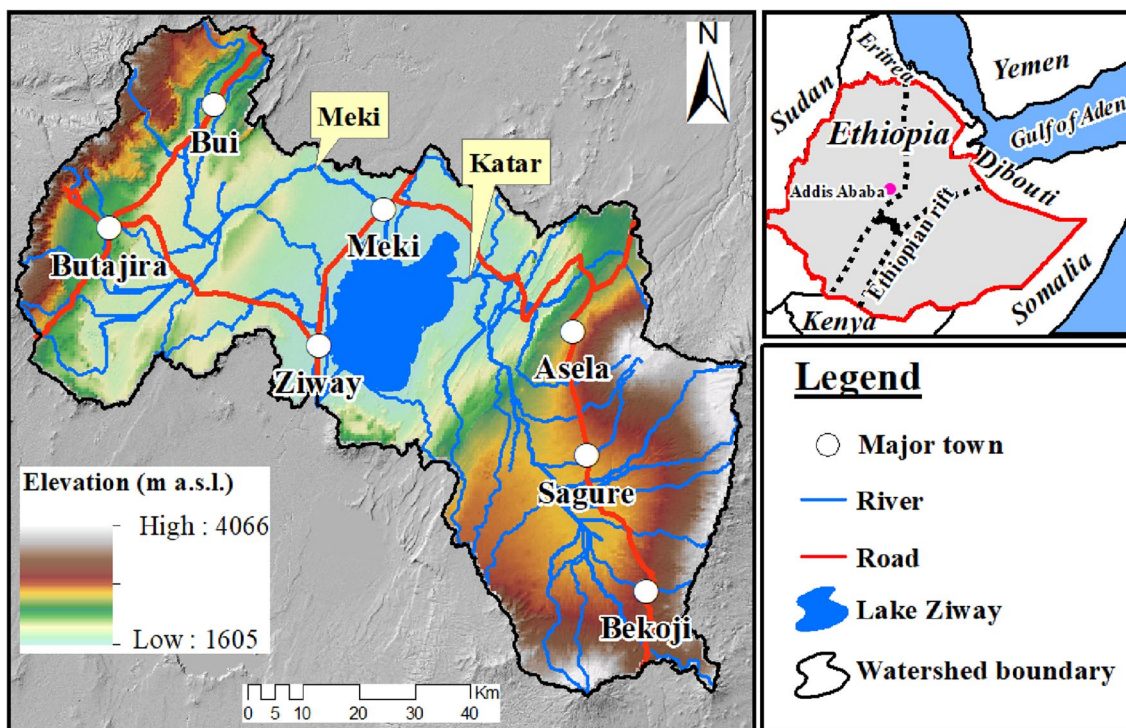 N
Bui
Meki
Katar
Meki
Butajira
Ziway
Asela
Sagure
Bekoji
Elevation (m a.s.l.)
High : 4066
Low : 1605
Km
0 5 10 20 30 40
Eritrea
Yemen
Sudan
Gulf of Aden
Ethiopia
Djbouti
Addis Ababa
Ethiopian rift
Somalia
Kenya
Legend
Major town
River
Road
Lake Ziway
Watershed boundary